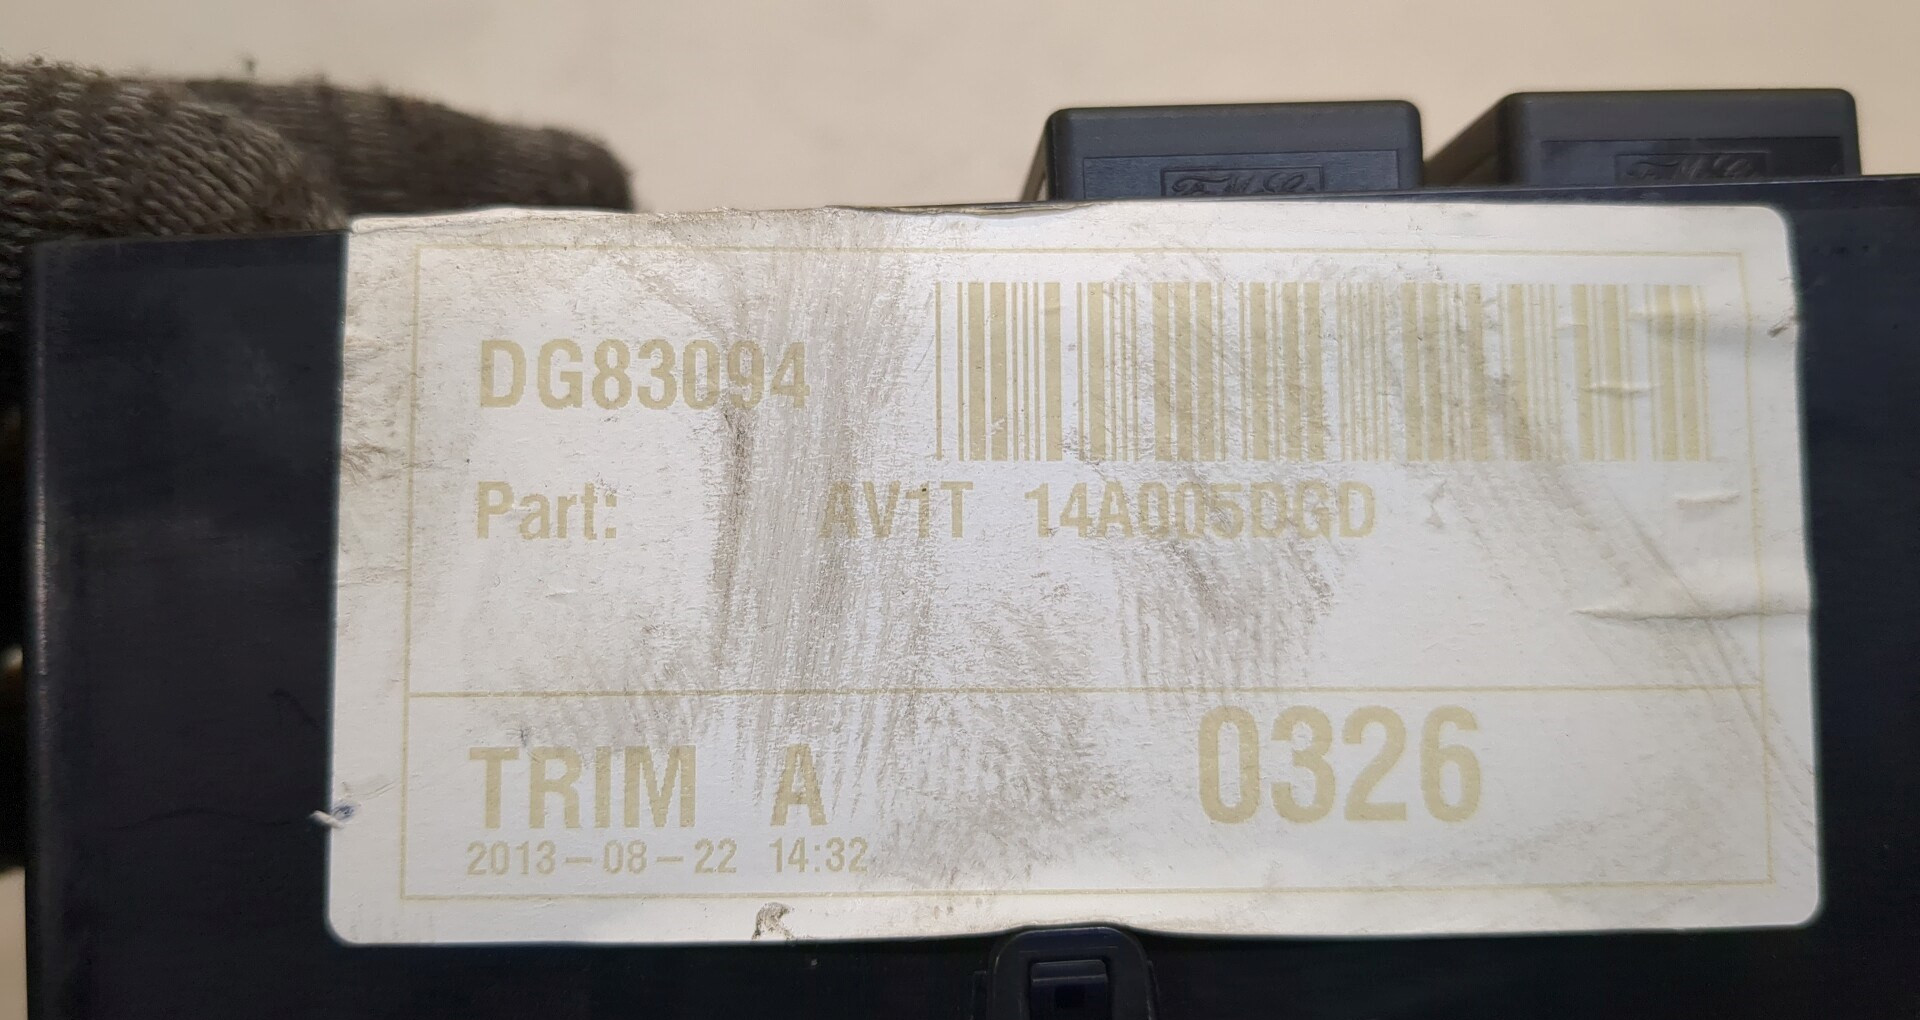 DG83094
Part: AV1T 14A005DGD
TRIM A 0326
2013-08-22 14:32